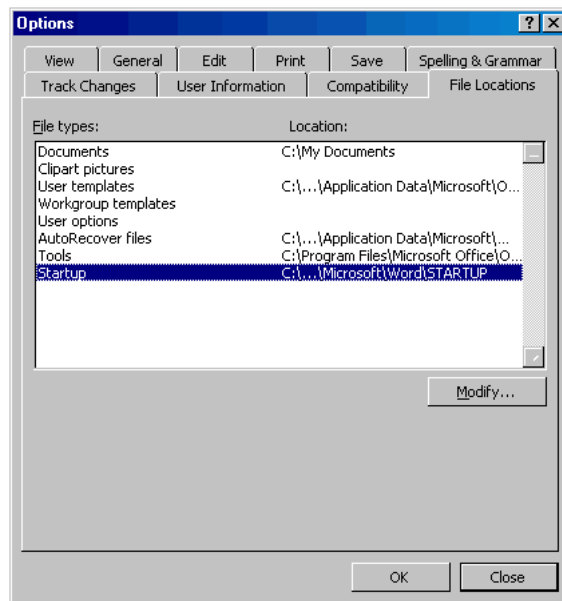 Options
View General Edit Print Save Spelling & Grammar
Track Changes User Information Compatibility File Locations
File types: Location:
Documents C:\My Documents
Clipart pictures
User templates C:\...\Application Data\Microsoft\O...
Workgroup templates
User options
AutoRecover files C:\...\Application Data\Microsoft\...
Tools C:\Program Files\Microsoft Office\O...
Startup C:\...\Microsoft\Word\STARTUP
Modify...
OK Close